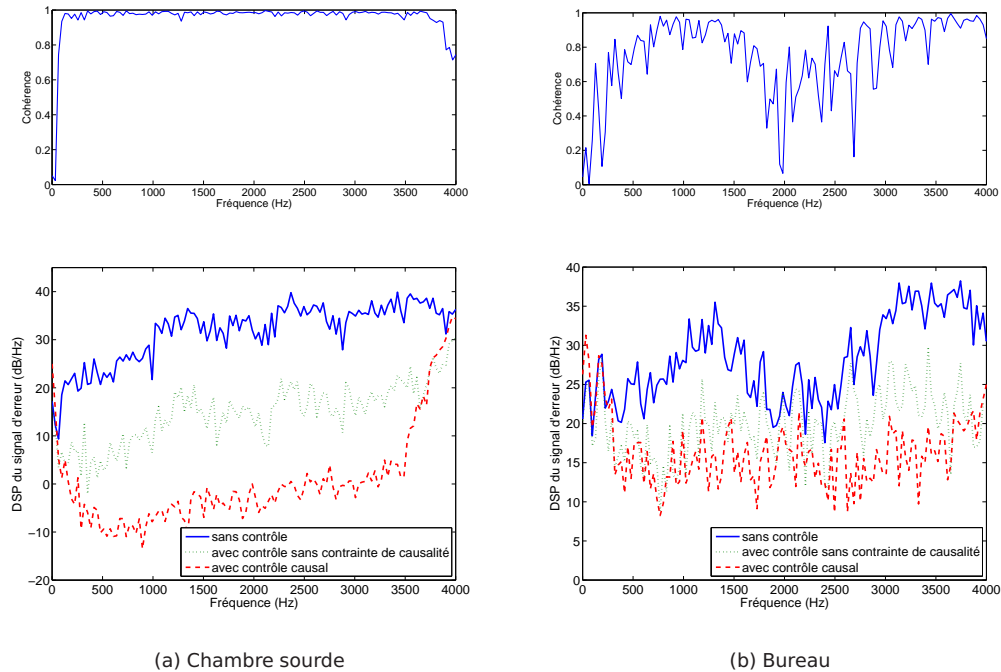 1
0.8
0.6
0.4
0.2
0
Cohérence
0 500 1000 1500 2000 2500 3000 3500 4000
Fréquence (Hz)
1
0.8
0.6
0.4
0.2
0
Cohérence
0 500 1000 1500 2000 2500 3000 3500 4000
Fréquence (Hz)
40
30
20
10
0
−10
−20
DSP du signal d'erreur (dB/Hz)
sans contrôle
avec contrôle sans contrainte de causalité
avec contrôle causal
0 500 1000 1500 2000 2500 3000 3500 4000
Fréquence (Hz)
40
35
30
25
20
15
10
5
0
DSP du signal d'erreur (dB/Hz)
sans contrôle
avec contrôle sans contrainte de causalité
avec contrôle causal
0 500 1000 1500 2000 2500 3000 3500 4000
Fréquence (Hz)
(a) Chambre sourde
(b) Bureau